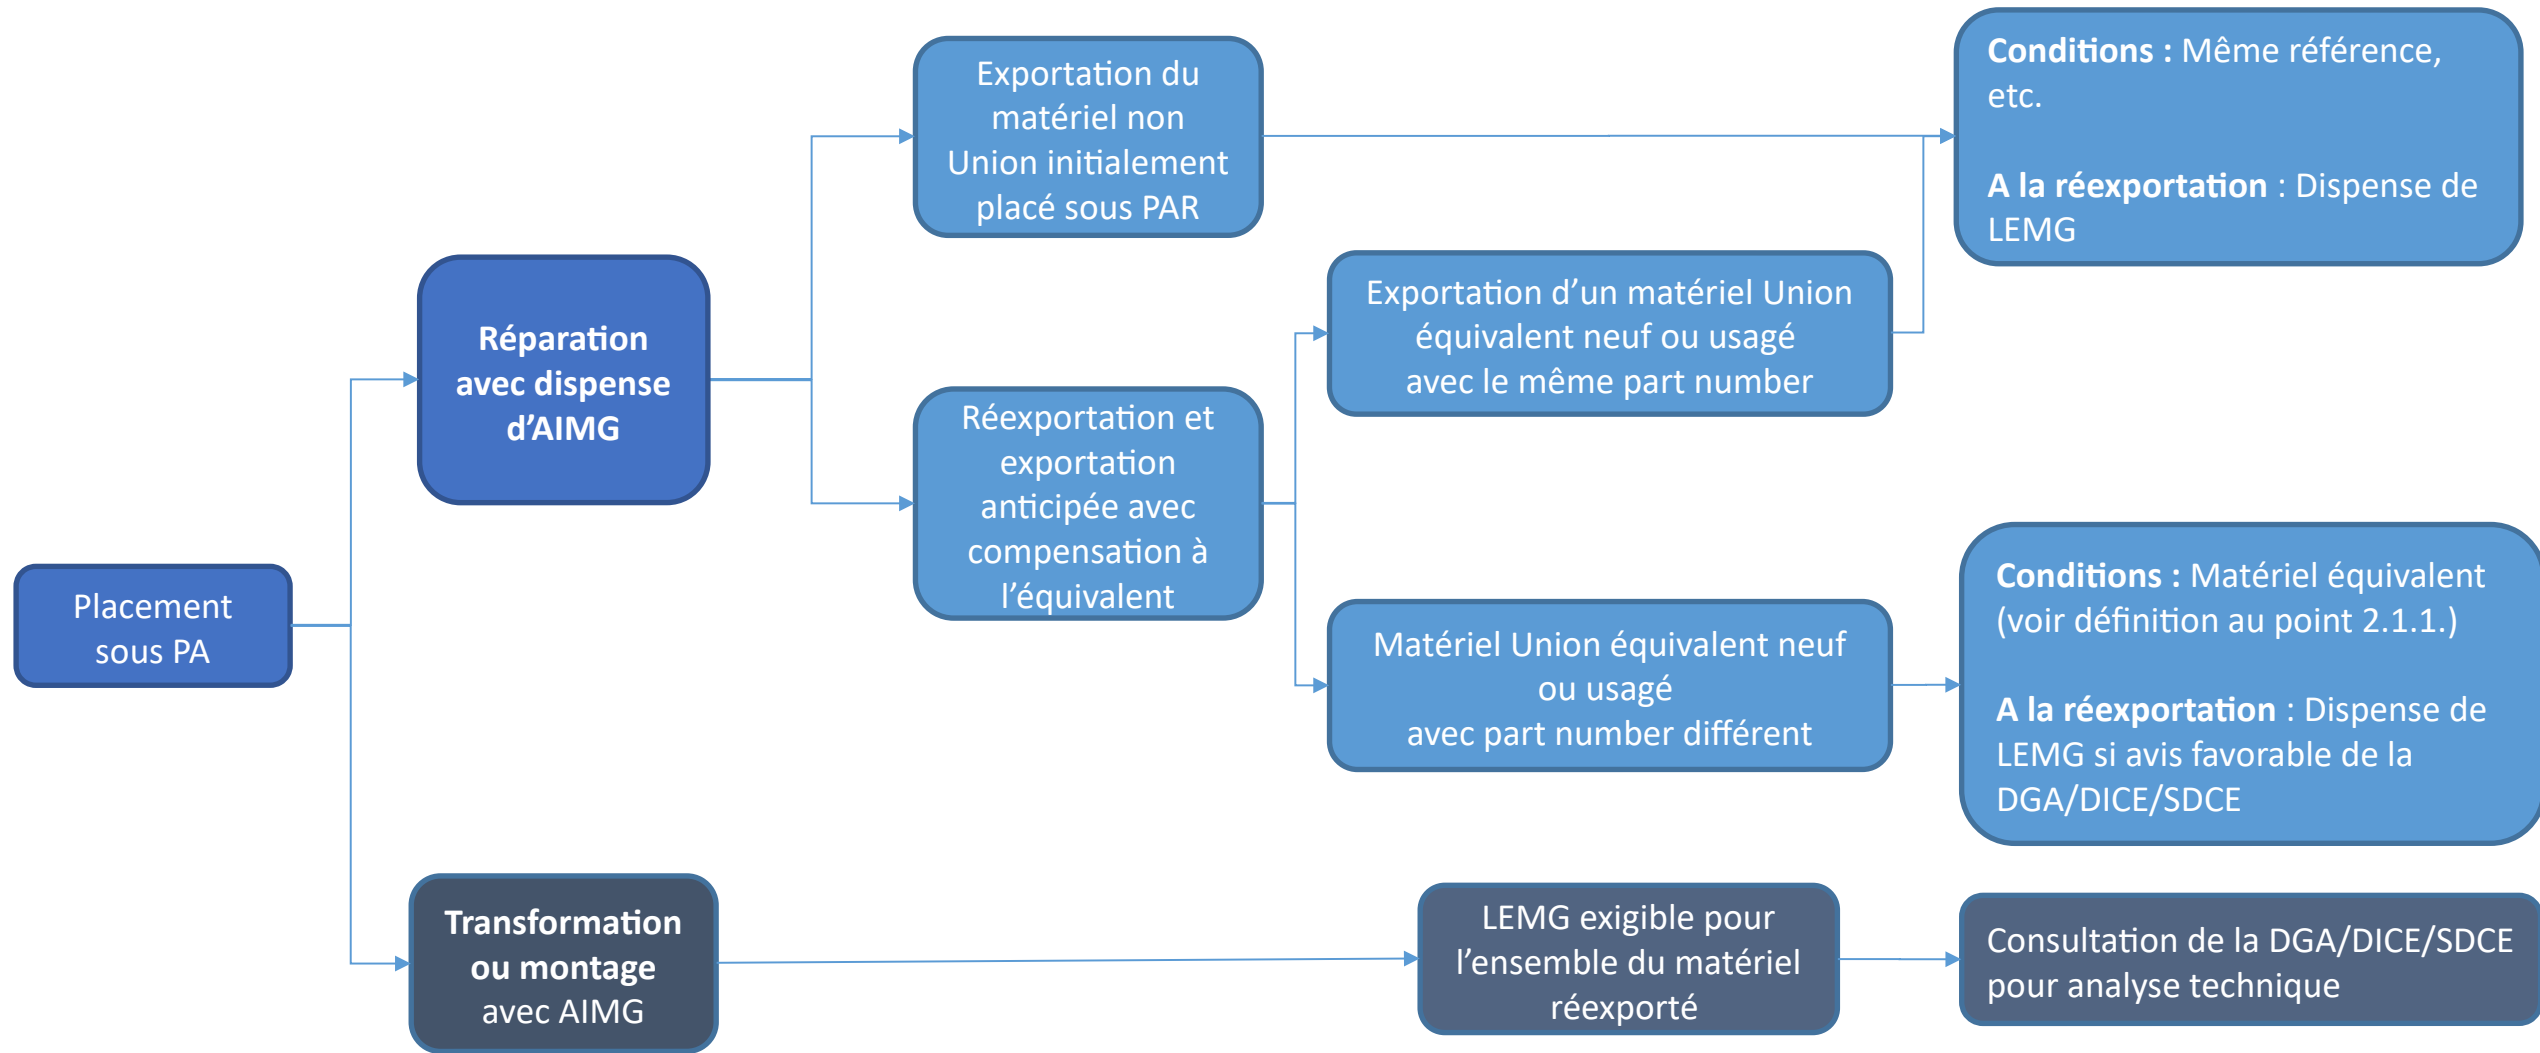 Placement
sous PA
Réparation
avec dispense
d’AIMG
Exportation du
matériel non
Union initialement
placé sous PAR
Réexportation et
exportation
anticipée avec
compensation à
l’équivalent
Exportation d’un matériel Union
équivalent neuf ou usagé
avec le même part number
Matériel Union équivalent neuf
ou usagé
avec part number différent
Conditions : Même référence,
etc.
A la réexportation : Dispense de
LEMG
Conditions : Matériel équivalent
(voir définition au point 2.1.1.)
A la réexportation : Dispense de
LEMG si avis favorable de la
DGA/DICE/SDCE
Transformation
ou montage
avec AIMG
LEMG exigible pour
l’ensemble du matériel
réexporté
Consultation de la DGA/DICE/SDCE
pour analyse technique